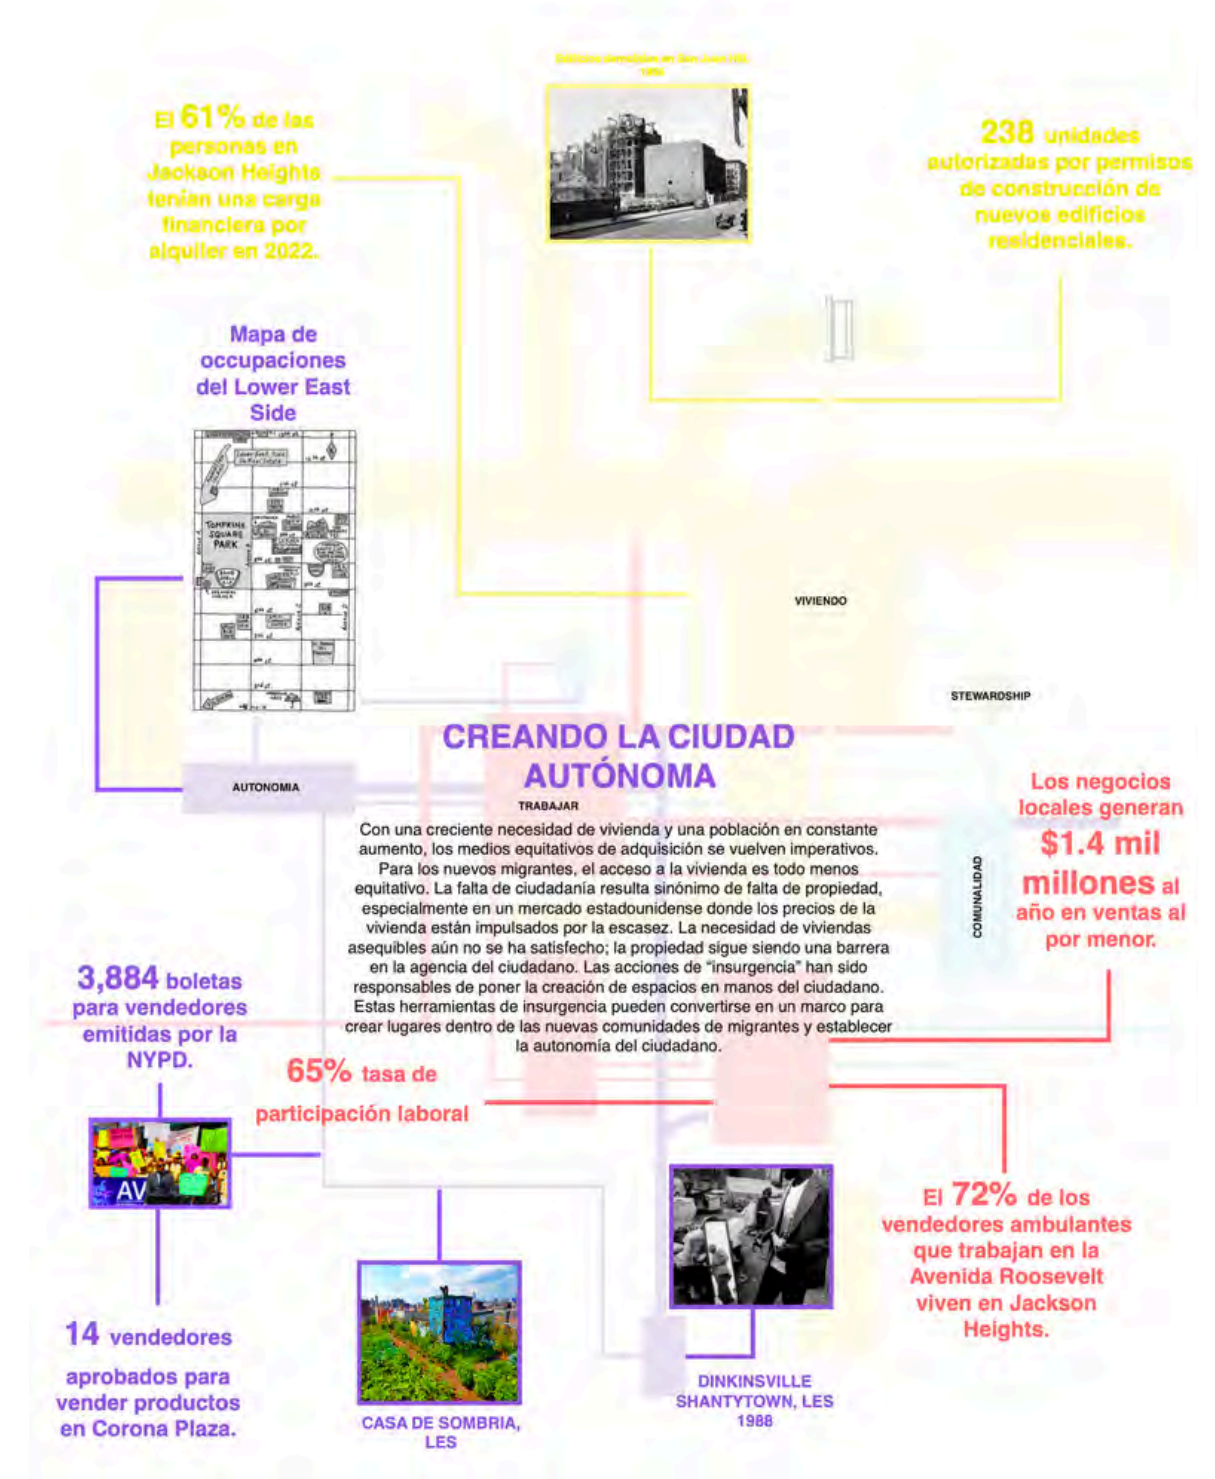 1956
El 61% de las
personas en
Jackson Heights
tenían una carga
financiera por
alquiler en 2022.
238 unidades
autorizadas por permisos
de construcción de
nuevos edificios
residenciales.
Mapa de
occupaciones
del Lower East
Side
TOMPKINS
SQUARE
PARK
VIVIENDO
STEWARDSHIP
CREANDO LA CIUDAD
AUTÓNOMA
AUTONOMIA
TRABAJAR
Con una creciente necesidad de vivienda y una población en constante
aumento, los medios equitativos de adquisición se vuelven imperativos.
Para los nuevos migrantes, el acceso a la vivienda es todo menos
equitativo. La falta de ciudadanía resulta sinónimo de falta de propiedad,
especialmente en un mercado estadounidense donde los precios de la
vivienda están impulsados por la escasez. La necesidad de viviendas
asequibles aún no se ha satisfecho; la propiedad sigue siendo una barrera
en la agencia del ciudadano. Las acciones de “insurgencia” han sido
responsables de poner la creación de espacios en manos del ciudadano.
Estas herramientas de insurgencia pueden convertirse en un marco para
crear lugares dentro de las nuevas comunidades de migrantes y establecer
la autonomía del ciudadano.
COMUNALIDAD
Los negocios
locales generan
$1.4 mil
millones al
año en ventas al
por menor.
3,884 boletas
para vendedores
emitidas por la
NYPD.
65% tasa de
participación laboral
AV
El 72% de los
vendedores ambulantes
que trabajan en la
Avenida Roosevelt
viven en Jackson
Heights.
14 vendedores
aprobados para
vender productos
en Corona Plaza.
CASA DE SOMBRIA,
LES
DINKINSVILLE
SHANTYTOWN, LES
1988